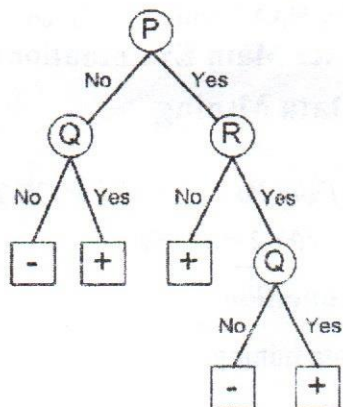 P
No Yes
Q R
No Yes No Yes
- + + Q
No Yes
- +